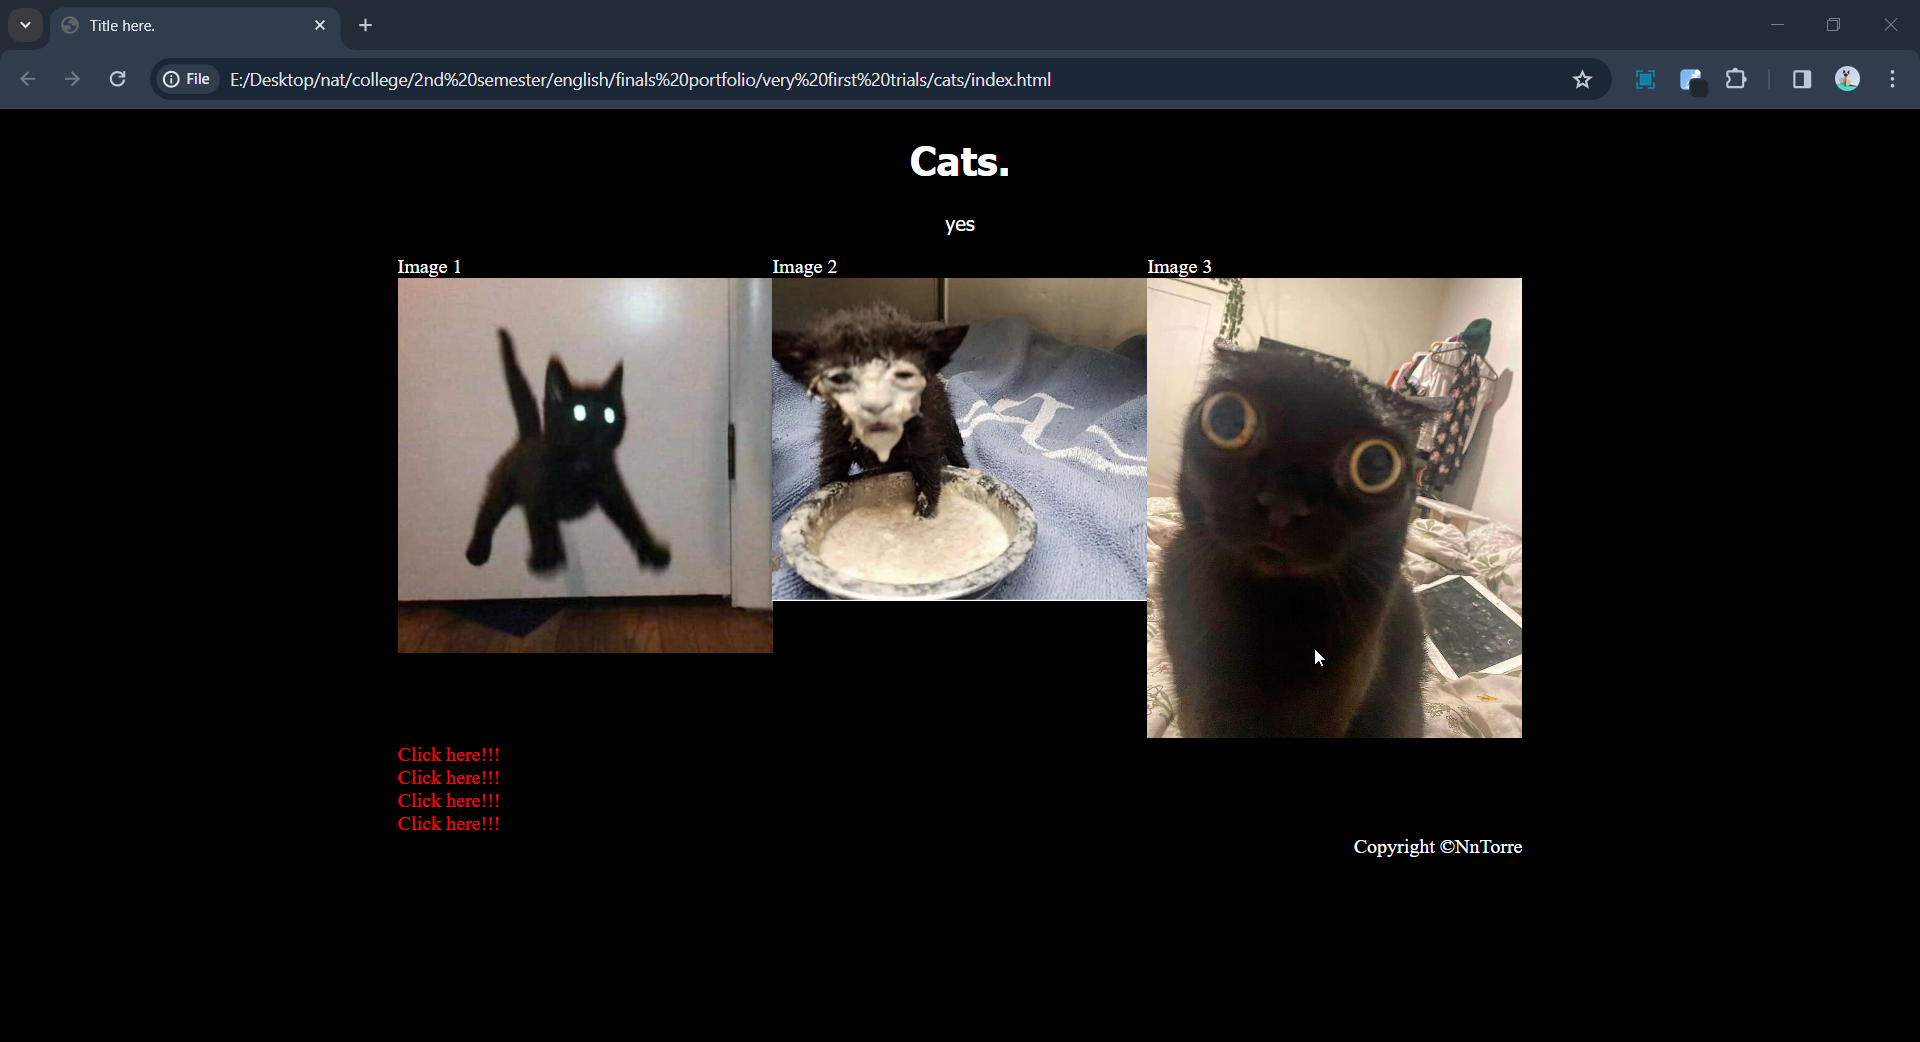 Title here.
File
E:/Desktop/nat/college/2nd%20semester/english/finals%20portfolio/very%20first%20trials/cats/index.html
Cats.
yes
Image 1
Image 2
Image 3
Click here!!!
Click here!!!
Click here!!!
Click here!!!
Copyright ©NnTorre